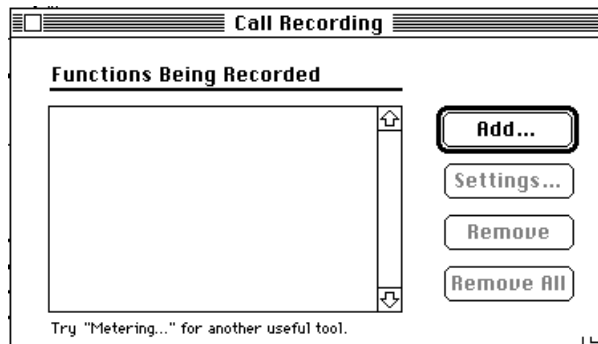 Call Recording
Functions Being Recorded
Add...
Settings...
Remove
Remove All
Try "Metering..." for another useful tool.